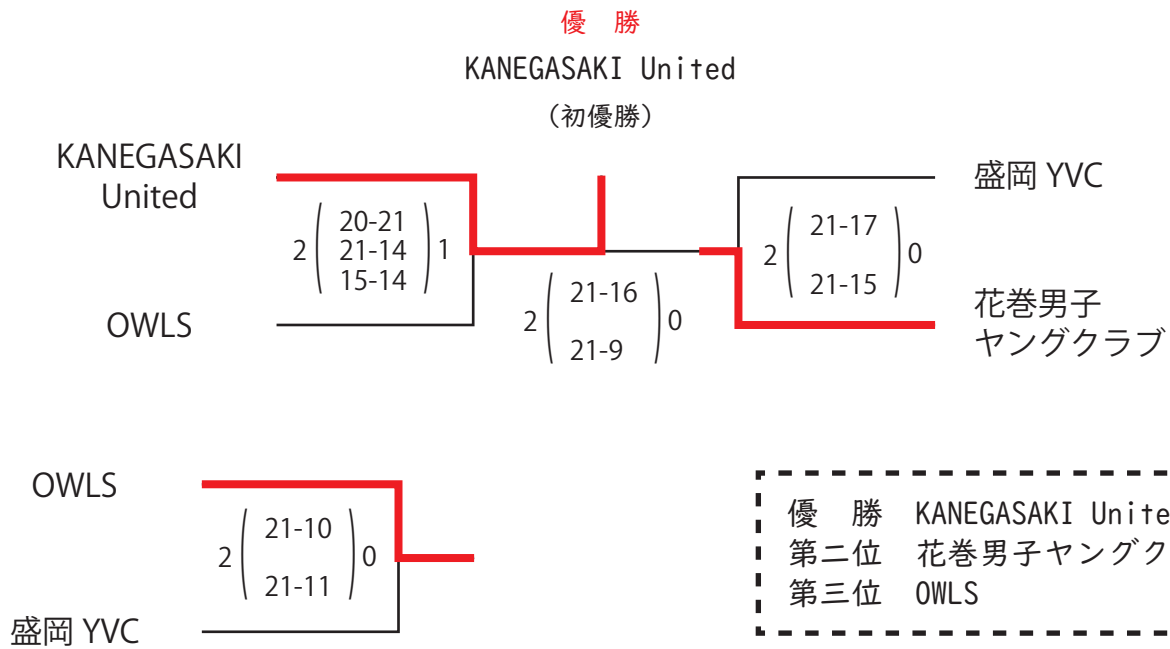 優　勝
KANEGASAKI United
(初優勝)
KANEGASAKI
United
2 ( 20-21 ) 1
21-14
15-14
OWLS
2 ( 21-16 ) 0
21-9
盛岡 YVC
2 ( 21-17 ) 0
21-15
花巻男子
ヤングクラブ
OWLS
2 ( 21-10 ) 0
21-11
盛岡 YVC
優　勝　KANEGASAKI Unite
第二位　花巻男子ヤングク
第三位　OWLS